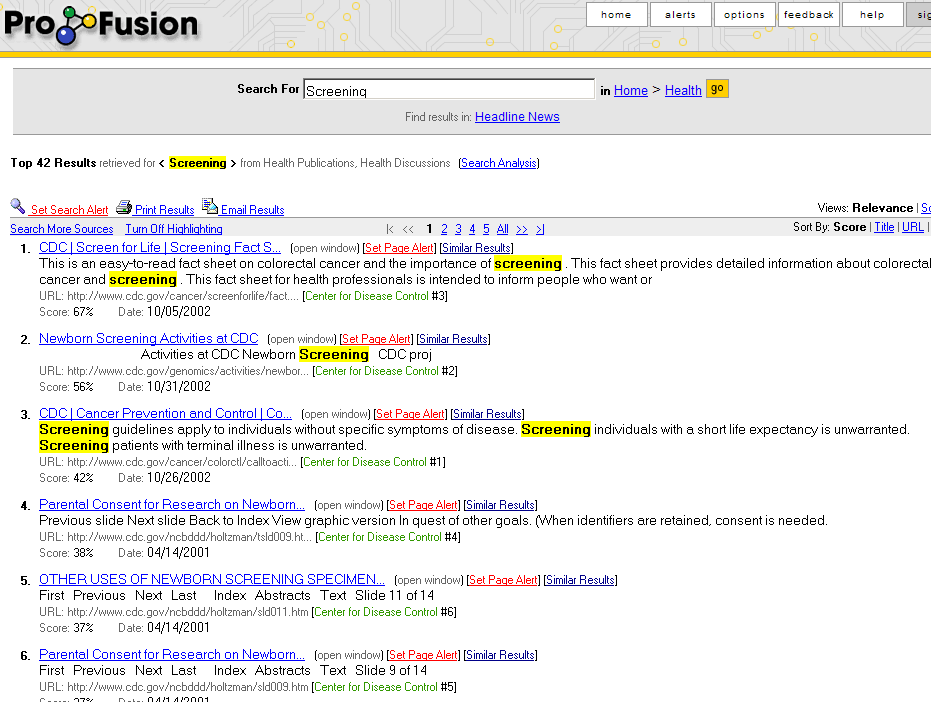 Pro Fusion
home alerts options feedback help sig
Search For Screening in Home > Health go
Find results in: Headline News
Top 42 Results retrieved for < Screening > from Health Publications, Health Discussions (Search Analysis)
Set Search Alert Print Results Email Results Views: Relevance | Sc
Search More Sources Turn Off Highlighting |< << 1 2 3 4 5 All >> >| Sort By: Score | Title | URL |
1. CDC | Screen for Life | Screening Fact S... (open window) [Set Page Alert] [Similar Results]
This is an easy-to-read fact sheet on colorectal cancer and the importance of screening . This fact sheet provides detailed information about colorectal
cancer and screening . This fact sheet for health professionals is intended to inform people who want or
URL: http://www.cdc.gov/cancer/screenforlife/fact.... [Center for Disease Control #3]
Score: 67% Date: 10/05/2002
2. Newborn Screening Activities at CDC (open window) [Set Page Alert] [Similar Results]
Activities at CDC Newborn Screening CDC proj
URL: http://www.cdc.gov/genomics/activities/newbor... [Center for Disease Control #2]
Score: 56% Date: 10/31/2002
3. CDC | Cancer Prevention and Control | Co... (open window) [Set Page Alert] [Similar Results]
Screening guidelines apply to individuals without specific symptoms of disease. Screening individuals with a short life expectancy is unwarranted.
Screening patients with terminal illness is unwarranted.
URL: http://www.cdc.gov/cancer/colorctl/calltoacti... [Center for Disease Control #1]
Score: 42% Date: 10/26/2002
4. Parental Consent for Research on Newborn... (open window) [Set Page Alert] [Similar Results]
Previous slide Next slide Back to Index View graphic version In quest of other goals. (When identifiers are retained, consent is needed.
URL: http://www.cdc.gov/ncbddd/holtzman/tsld009.ht... [Center for Disease Control #4]
Score: 38% Date: 04/14/2001
5. OTHER USES OF NEWBORN SCREENING SPECIMEN... (open window) [Set Page Alert] [Similar Results]
First Previous Next Last Index Abstracts Text Slide 11 of 14
URL: http://www.cdc.gov/ncbddd/holtzman/sld011.htm [Center for Disease Control #6]
Score: 37% Date: 04/14/2001
6. Parental Consent for Research on Newborn... (open window) [Set Page Alert] [Similar Results]
First Previous Next Last Index Abstracts Text Slide 9 of 14
URL: http://www.cdc.gov/ncbddd/holtzman/sld009.htm [Center for Disease Control #5]
Score: 37% Date: 04/14/2001